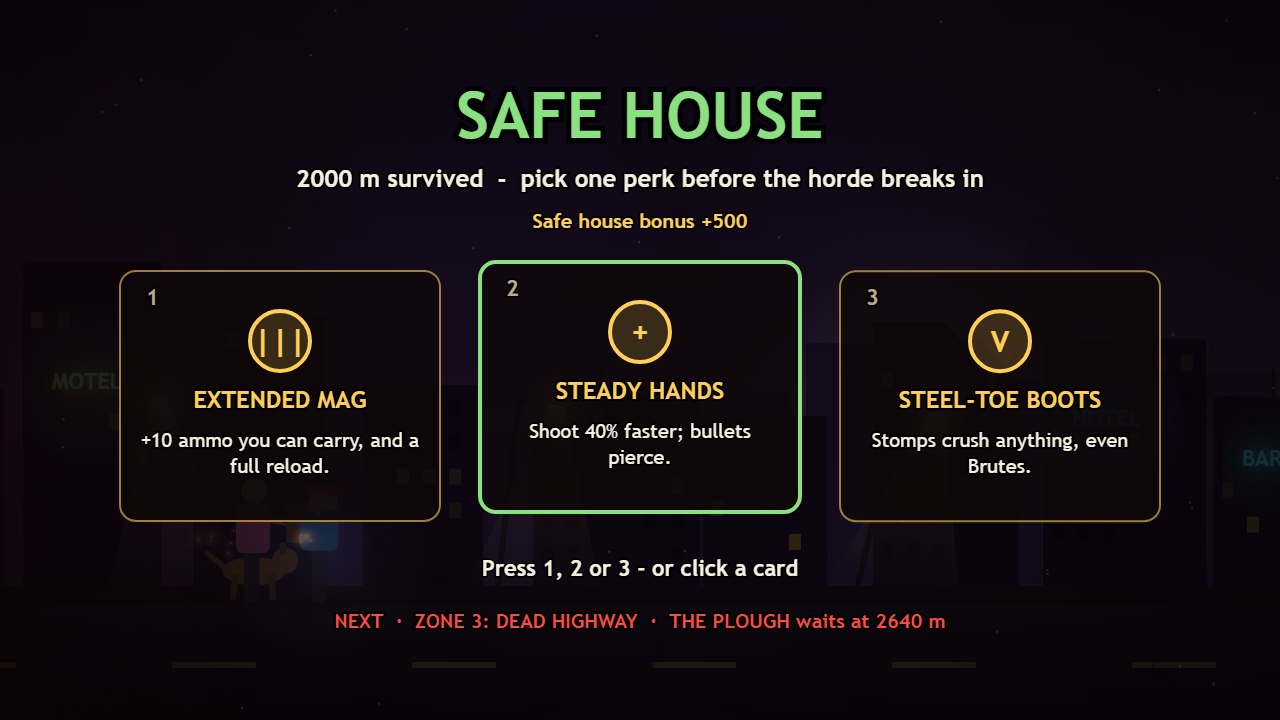 SAFE HOUSE
2000 m survived - pick one perk before the horde breaks in
Safe house bonus +500
1
|||
EXTENDED MAG
+10 ammo you can carry, and a
full reload.
2
+
STEADY HANDS
Shoot 40% faster; bullets
pierce.
3
V
STEEL-TOE BOOTS
Stomps crush anything, even
Brutes.
MOTEL
HOTEL
BAR
Press 1, 2 or 3 - or click a card
NEXT · ZONE 3: DEAD HIGHWAY · THE PLOUGH waits at 2640 m